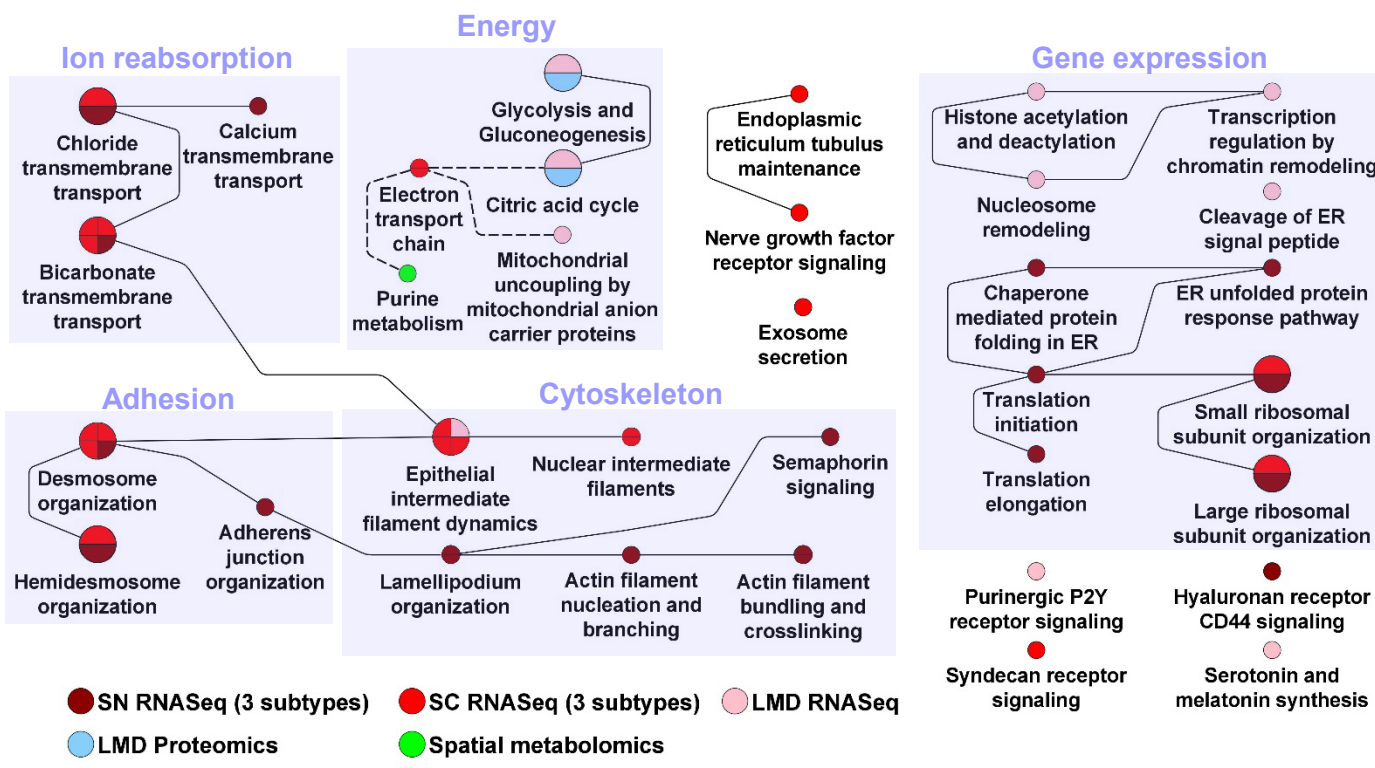 Ion reabsorption
Chloride
transmembrane
transport
Calcium
transmembrane
transport
Bicarbonate
transmembrane
transport
Energy
Glycolysis and
Gluconeogenesis
Electron
transport
chain
Citric acid cycle
Purine
metabolism
Mitochondrial
uncoupling by
mitochondrial anion
carrier proteins
Endoplasmic
reticulum tubulus
maintenance
Nerve growth factor
receptor signaling
Exosome
secretion
Gene expression
Histone acetylation
and deactylation
Transcription
regulation by
chromatin remodeling
Nucleosome
remodeling
Cleavage of ER
signal peptide
Chaperone
mediated protein
folding in ER
ER unfolded protein
response pathway
Translation
initiation
Small ribosomal
subunit organization
Translation
elongation
Large ribosomal
subunit organization
Adhesion
Desmosome
organization
Adherens
junction
organization
Hemidesmosome
organization
Cytoskeleton
Epithelial
intermediate
filament dynamics
Nuclear intermediate
filaments
Semaphorin
signaling
Lamellipodium
organization
Actin filament
nucleation and
branching
Actin filament
bundling and
crosslinking
Purinergic P2Y
receptor signaling
Hyaluronan receptor
CD44 signaling
Syndecan receptor
signaling
Serotonin and
melatonin synthesis
SN RNASeq (3 subtypes)
SC RNASeq (3 subtypes)
LMD RNASeq
LMD Proteomics
Spatial metabolomics